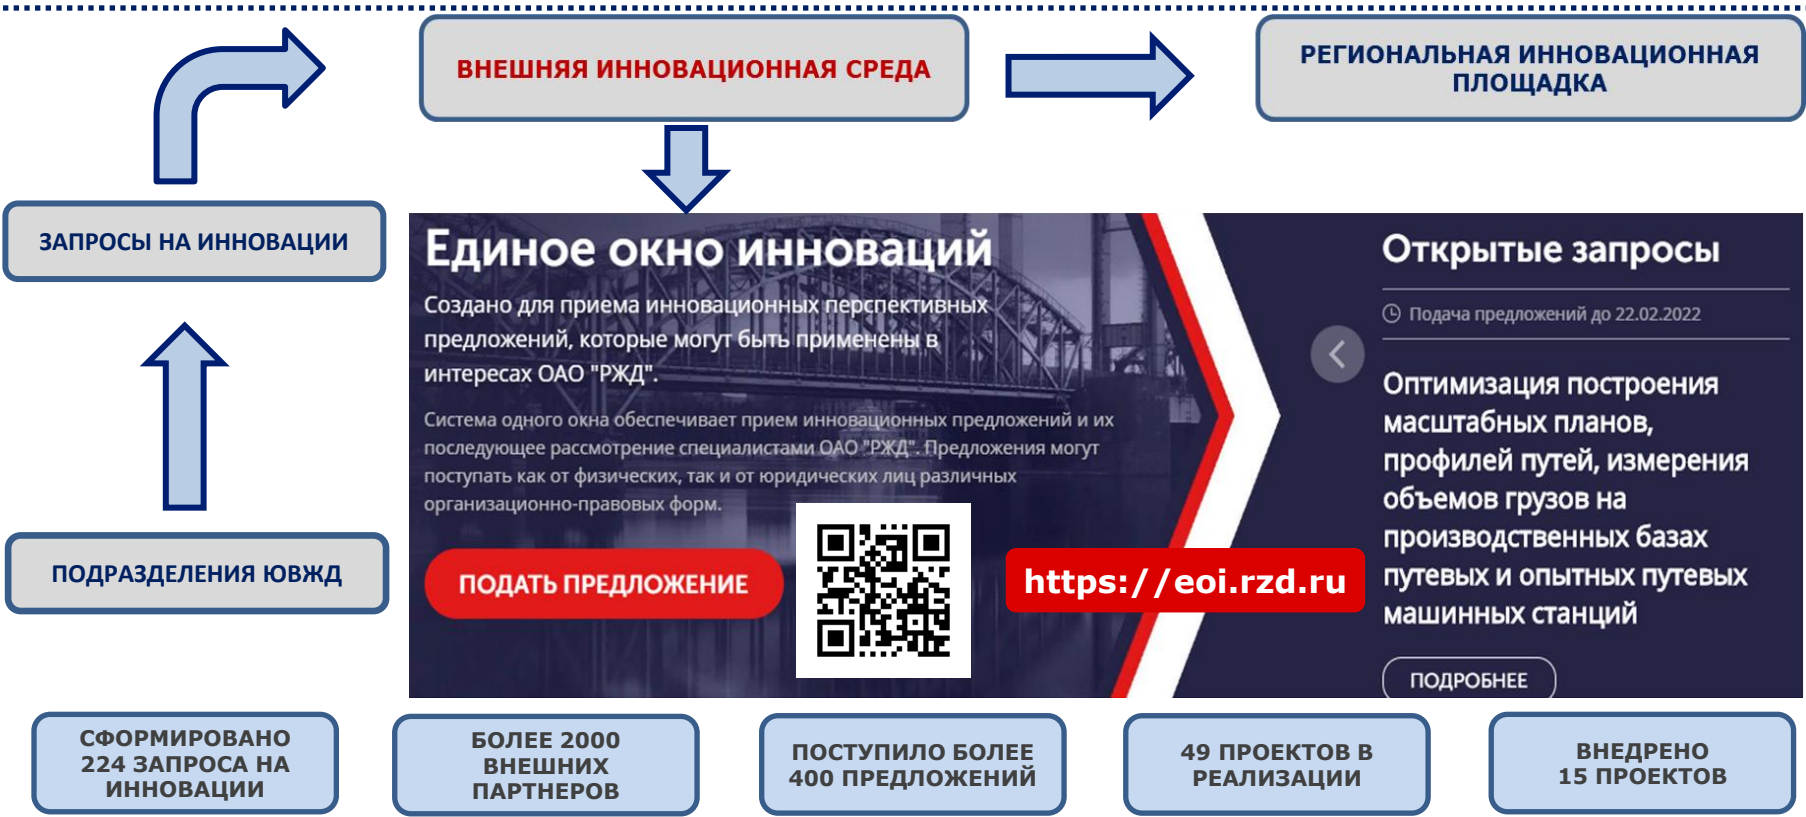 ВНЕШНЯЯ ИННОВАЦИОННАЯ СРЕДА
РЕГИОНАЛЬНАЯ ИННОВАЦИОННАЯ
ПЛОЩАДКА
ЗАПРОСЫ НА ИННОВАЦИИ
ПОДРАЗДЕЛЕНИЯ ЮВЖД
Единое окно инноваций
Создано для приема инновационных перспективных
предложений, которые могут быть применены в
интересах ОАО "РЖД".
Система одного окна обеспечивает прием инновационных предложений и их
последующее рассмотрение специалистами ОАО "РЖД". Предложения могут
поступать как от физических, так и от юридических лиц различных
организационно-правовых форм.
ПОДАТЬ ПРЕДЛОЖЕНИЕ
https://eoi.rzd.ru
Открытые запросы
Подача предложений до 22.02.2022
Оптимизация построения
масштабных планов,
профилей путей, измерения
объемов грузов на
производственных базах
путевых и опытных путевых
машинных станций
ПОДРОБНЕЕ
СФОРМИРОВАНО
224 ЗАПРОСА НА
ИННОВАЦИИ
БОЛЕЕ 2000
ВНЕШНИХ
ПАРТНЕРОВ
ПОСТУПИЛО БОЛЕЕ
400 ПРЕДЛОЖЕНИЙ
49 ПРОЕКТОВ В
РЕАЛИЗАЦИИ
ВНЕДРЕНО
15 ПРОЕКТОВ